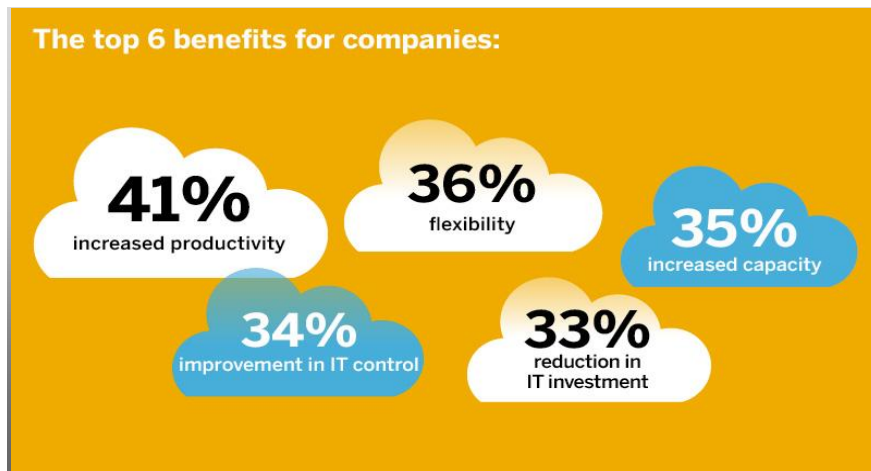 The top 6 benefits for companies:
41%
increased productivity
36%
flexibility
35%
increased capacity
34%
improvement in IT control
33%
reduction in
IT investment